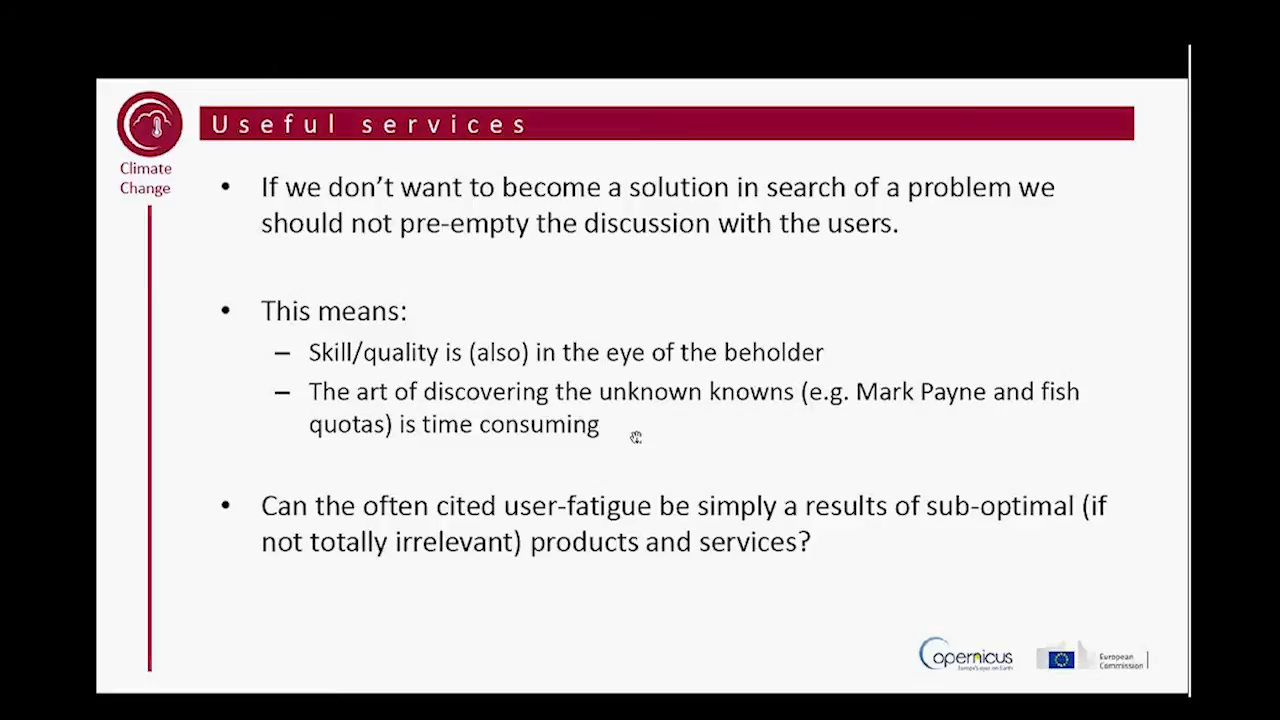 Useful services
Climate
Change
• If we don’t want to become a solution in search of a problem we
should not pre-empty the discussion with the users.
• This means:
– Skill/quality is (also) in the eye of the beholder
– The art of discovering the unknown knowns (e.g. Mark Payne and fish
quotas) is time consuming
• Can the often cited user-fatigue be simply a results of sub-optimal (if
not totally irrelevant) products and services?
Copernicus
Europe's eyes on Earth
European
Commission